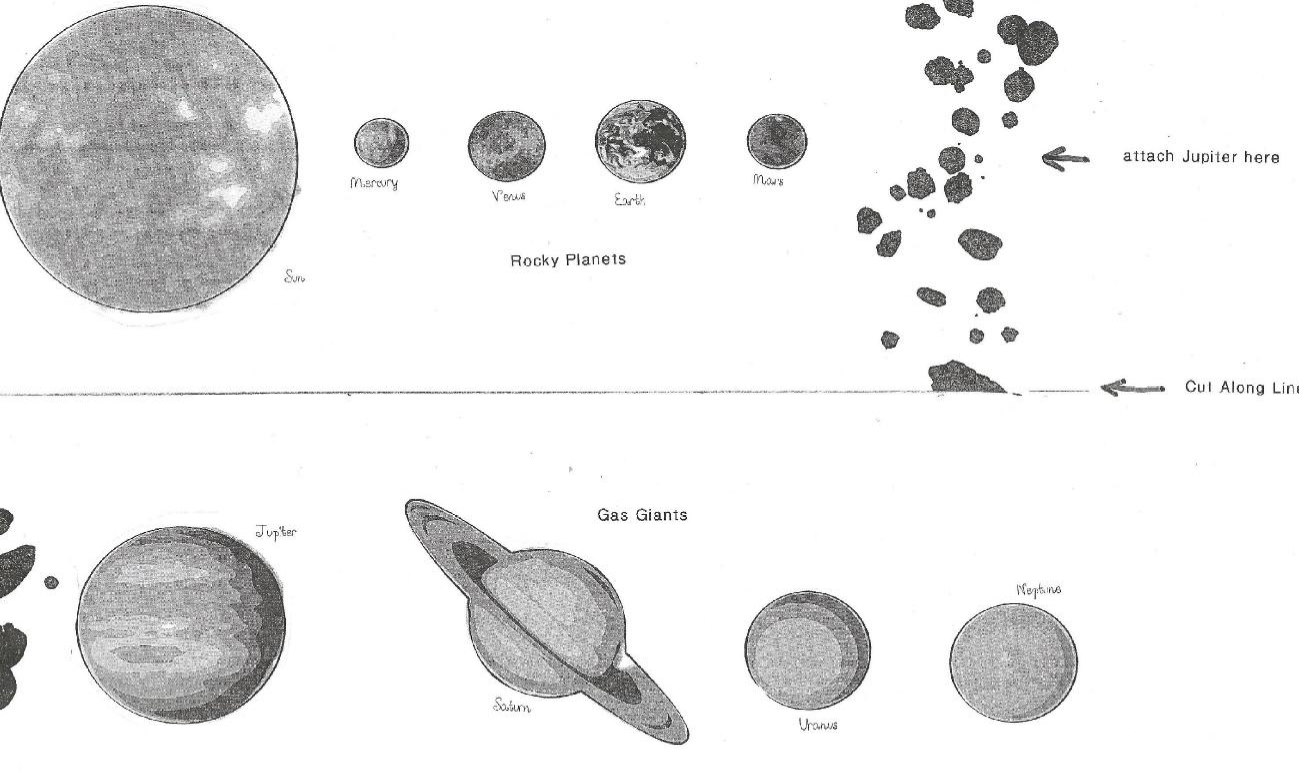 attach Jupiter here
Mercury
Venus
Earth
Mars
Rocky Planets
Sun
Cut Along Line
Gas Giants
Jupiter
Neptune
Saturn
Uranus